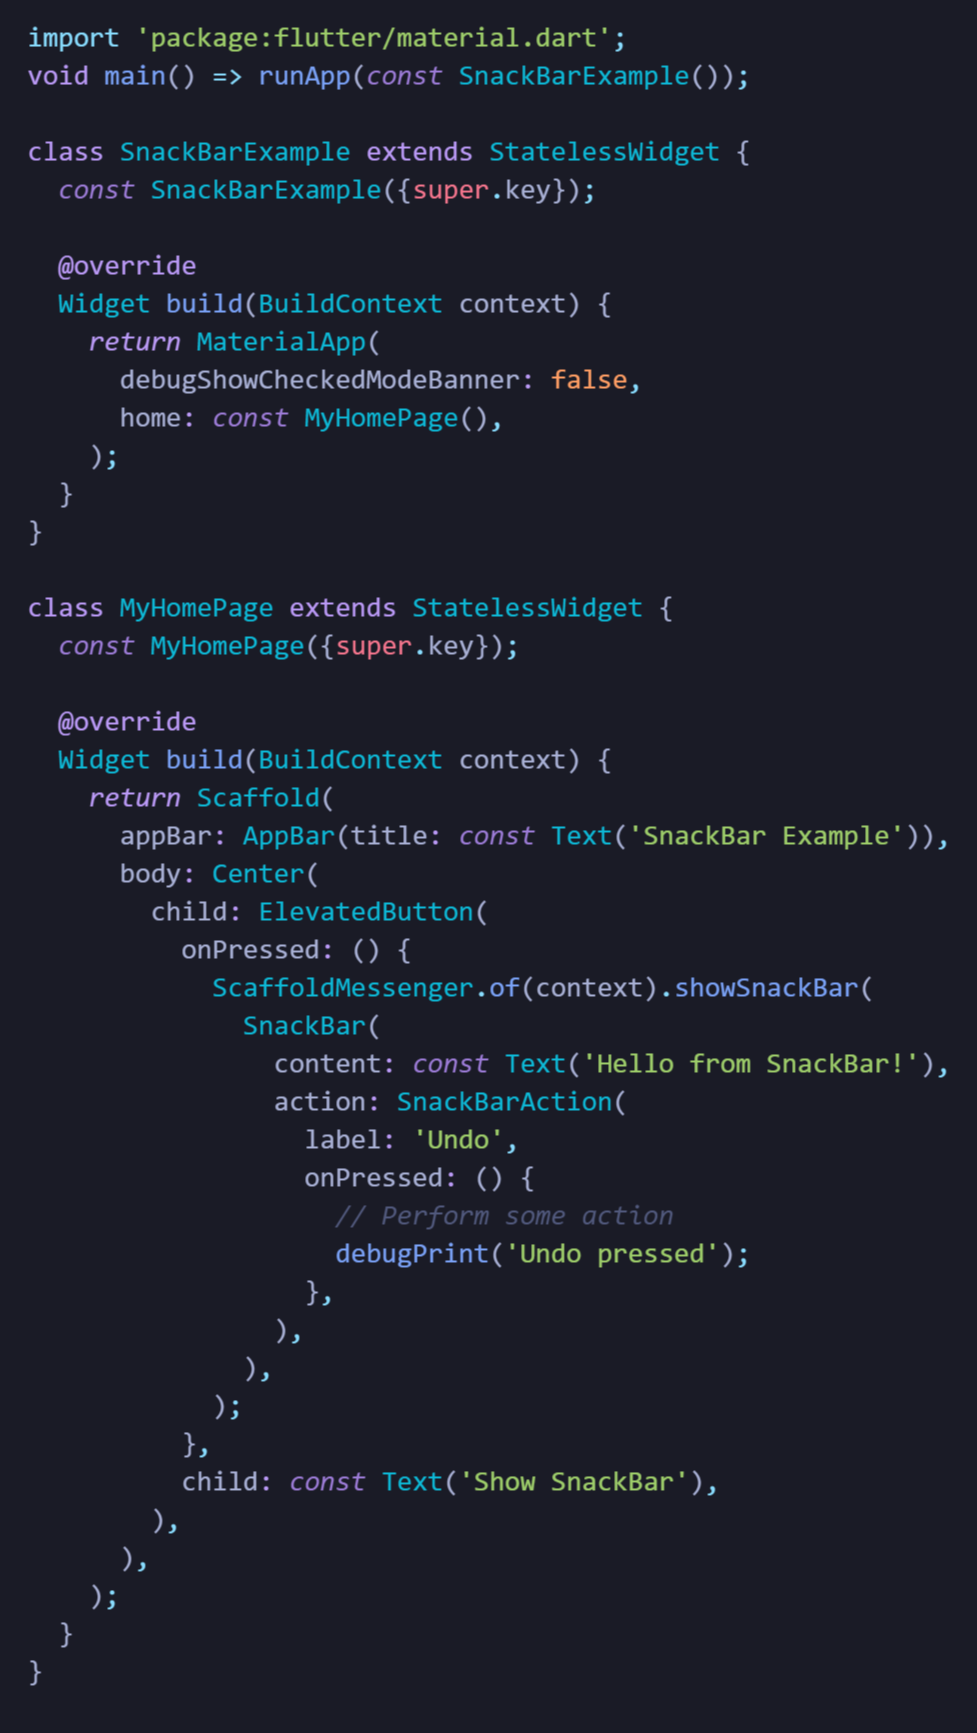 import 'package:flutter/material.dart';
void main() => runApp(const SnackBarExample());

class SnackBarExample extends StatelessWidget {
  const SnackBarExample({super.key});

  @override
  Widget build(BuildContext context) {
    return MaterialApp(
      debugShowCheckedModeBanner: false,
      home: const MyHomePage(),
    );
  }
}

class MyHomePage extends StatelessWidget {
  const MyHomePage({super.key});

  @override
  Widget build(BuildContext context) {
    return Scaffold(
      appBar: AppBar(title: const Text('SnackBar Example')),
      body: Center(
        child: ElevatedButton(
          onPressed: () {
            ScaffoldMessenger.of(context).showSnackBar(
              SnackBar(
                content: const Text('Hello from SnackBar!'),
                action: SnackBarAction(
                  label: 'Undo',
                  onPressed: () {
                    // Perform some action
                    debugPrint('Undo pressed');
                  },
                ),
              ),
            );
          },
          child: const Text('Show SnackBar'),
        ),
      ),
    );
  }
}